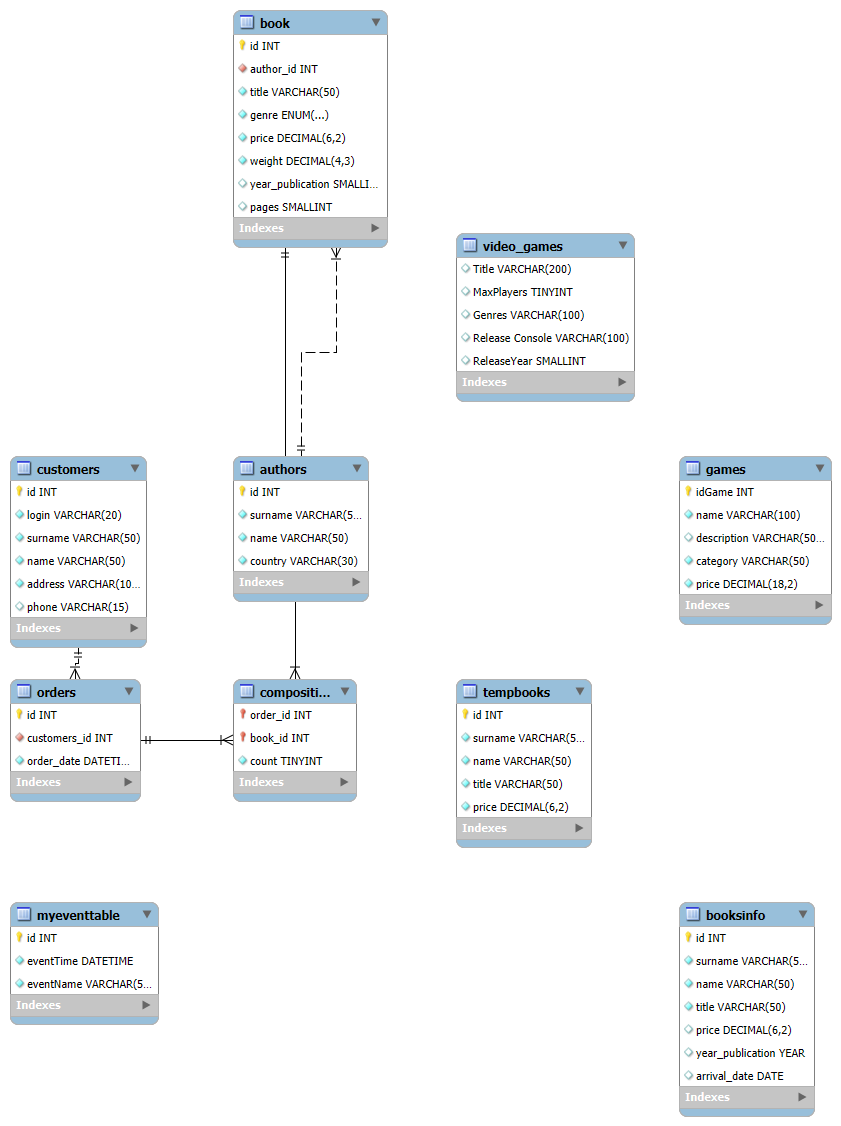 book
id INT
author_id INT
title VARCHAR(50)
genre ENUM(...)
price DECIMAL(6,2)
weight DECIMAL(4,3)
year_publication SMALLI...
pages SMALLINT
Indexes
video_games
Title VARCHAR(200)
MaxPlayers TINYINT
Genres VARCHAR(100)
Release Console VARCHAR(100)
ReleaseYear SMALLINT
Indexes
customers
id INT
login VARCHAR(20)
surname VARCHAR(50)
name VARCHAR(50)
address VARCHAR(10...
phone VARCHAR(15)
Indexes
authors
id INT
surname VARCHAR(5...
name VARCHAR(50)
country VARCHAR(30)
Indexes
games
idGame INT
name VARCHAR(100)
description VARCHAR(50...
category VARCHAR(50)
price DECIMAL(18,2)
Indexes
orders
id INT
customers_id INT
order_date DATETI...
Indexes
compositi...
order_id INT
book_id INT
count TINYINT
Indexes
tempbooks
id INT
surname VARCHAR(5...
name VARCHAR(50)
title VARCHAR(50)
price DECIMAL(6,2)
Indexes
myeventtable
id INT
eventTime DATETIME
eventName VARCHAR(5...
Indexes
booksinfo
id INT
surname VARCHAR(5...
name VARCHAR(50)
title VARCHAR(50)
price DECIMAL(6,2)
year_publication YEAR
arrival_date DATE
Indexes